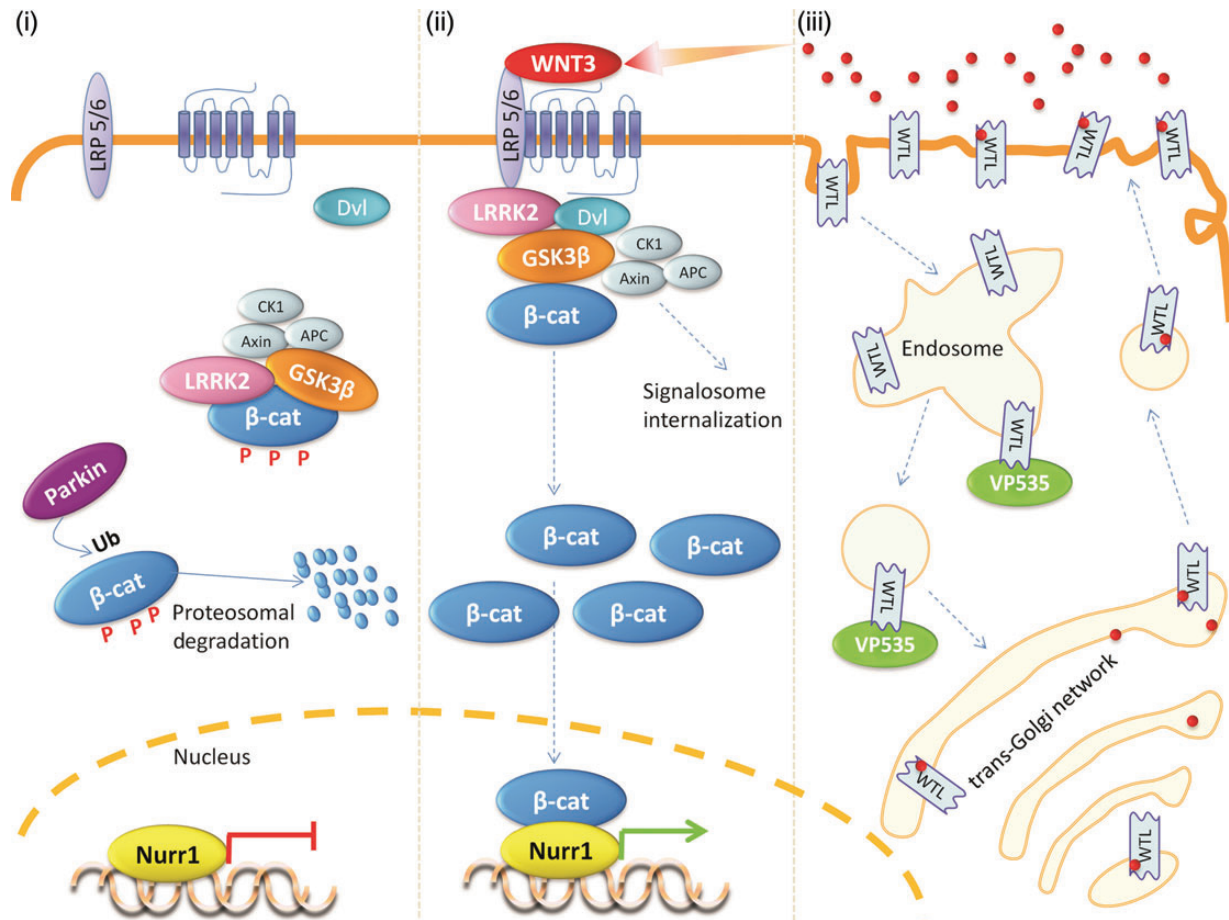 (i)
LRP 5/6
Dvl
CK1
Axin
APC
LRRK2
GSK3β
β-cat
P P P
Parkin
Ub
β-cat
P P P
Proteosomal
degradation
Nucleus
Nurr1
(ii)
WNT3
LRP 5/6
LRRK2
Dvl
GSK3β
CK1
Axin
APC
β-cat
Signalosome
internalization
β-cat
β-cat
β-cat
β-cat
β-cat
Nurr1
(iii)
WTL
WTL
WTL
WTL
WTL
WTL
WTL
Endosome
WTL
VP535
WTL
WTL
VP535
WTL
trans-Golgi network
WTL
WTL